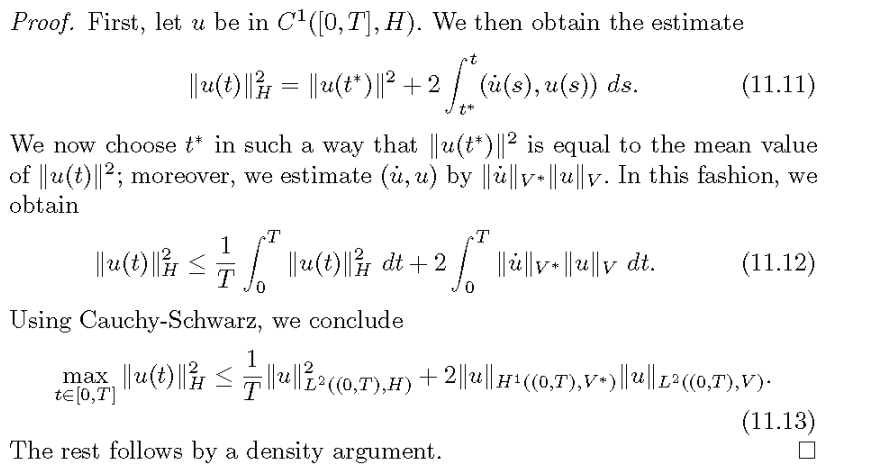 Proof. First, let u be in C¹([0, T], H). We then obtain the estimate
‖u(t)‖²_H = ‖u(t*)‖² + 2 ∫_{t*}^{t} (u̇(s), u(s)) ds. (11.11)
We now choose t* in such a way that ‖u(t*)‖² is equal to the mean value
of ‖u(t)‖²; moreover, we estimate (u̇, u) by ‖u̇‖_{V*}‖u‖_V. In this fashion, we
obtain
‖u(t)‖²_H ≤ 1/T ∫_0^T ‖u(t)‖²_H dt + 2 ∫_0^T ‖u̇‖_{V*}‖u‖_V dt. (11.12)
Using Cauchy-Schwarz, we conclude
max_{t∈[0,T]} ‖u(t)‖²_H ≤ 1/T ‖u‖²_{L²((0,T),H)} + 2‖u‖_{H¹((0,T),V*)}‖u‖_{L²((0,T),V)}.
(11.13)
The rest follows by a density argument. □